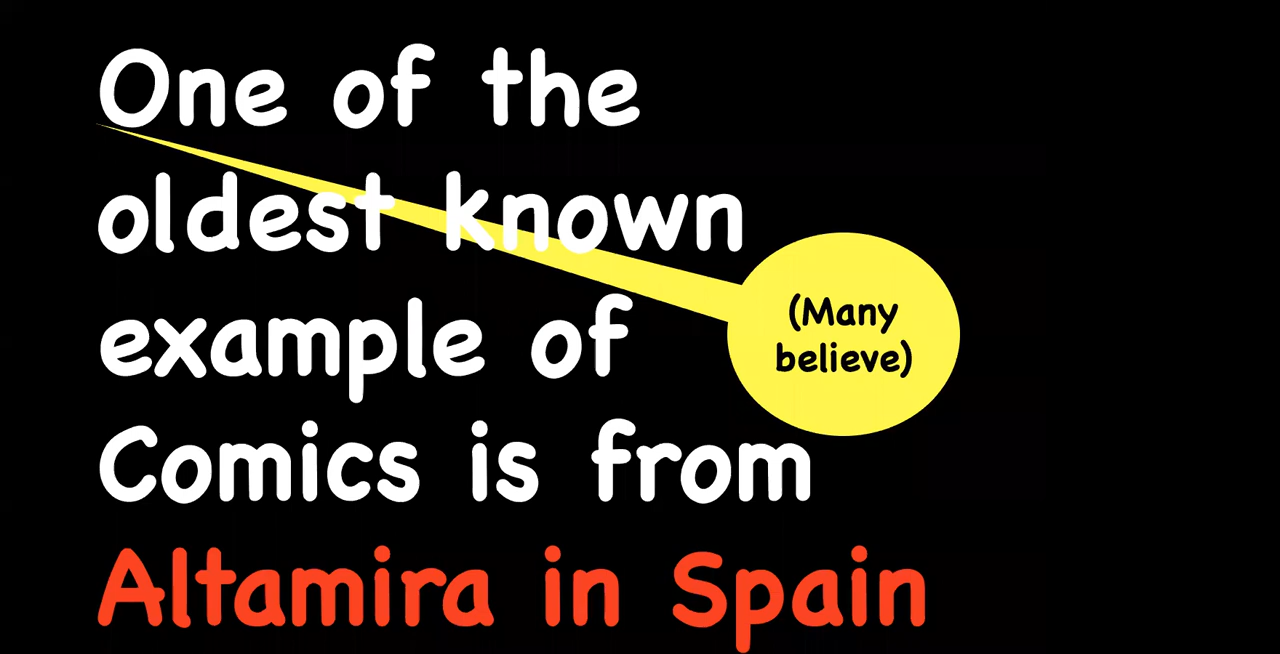 One of the
oldest known
example of
Comics is from
Altamira in Spain
(Many
believe)